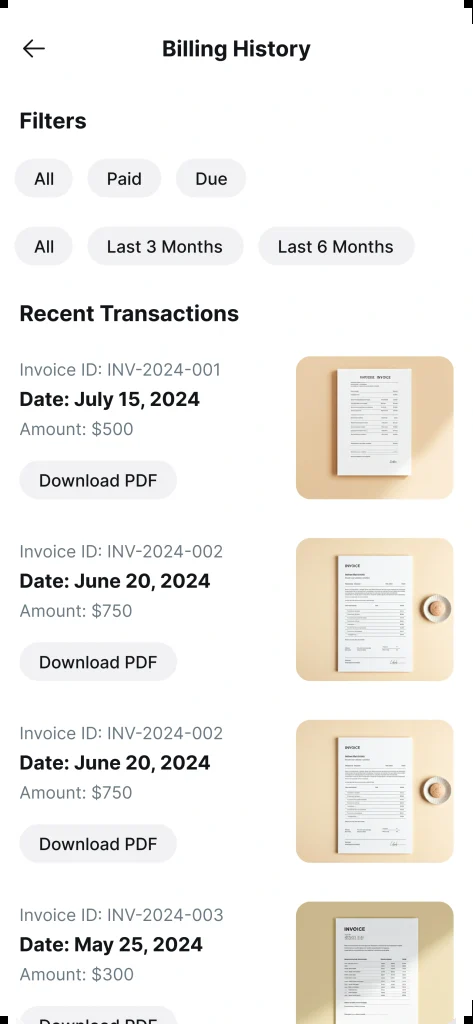 Billing History
Filters
All Paid Due
All Last 3 Months Last 6 Months
Recent Transactions
Invoice ID: INV-2024-001
Date: July 15, 2024
Amount: $500
Download PDF
Invoice ID: INV-2024-002
Date: June 20, 2024
Amount: $750
Download PDF
INVOICE
Invoice ID: INV-2024-002
Date: June 20, 2024
Amount: $750
Download PDF
INVOICE
Invoice ID: INV-2024-003
Date: May 25, 2024
Amount: $300
Download PDF
INVOICE